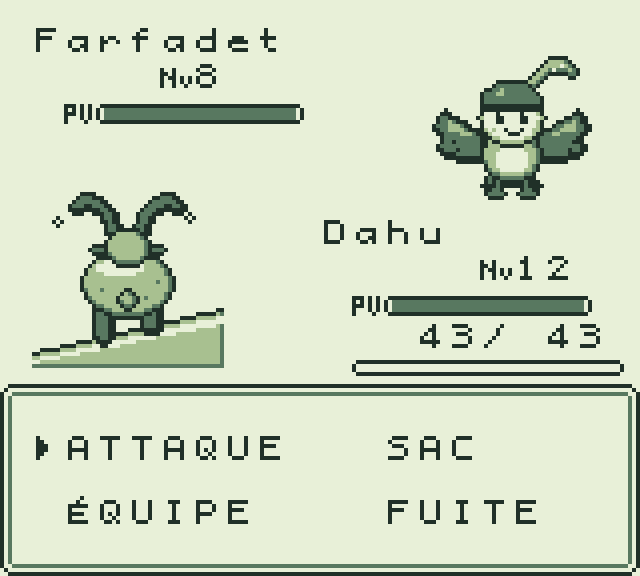 Farfadet
Nv8
PV
Dahu
Nv12
PV
43/ 43
ATTAQUE SAC
ÉQUIPE FUITE